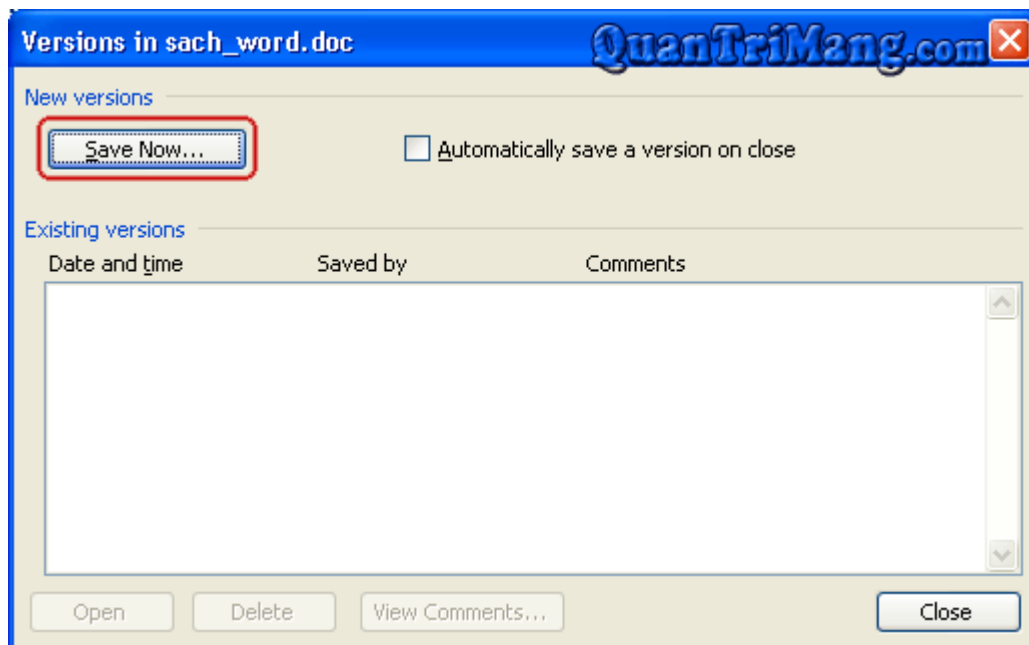 Versions in sach_word.doc
QuanTriMang.com
New versions
Save Now...
Automatically save a version on close
Existing versions
Date and time Saved by Comments
Open Delete View Comments... Close